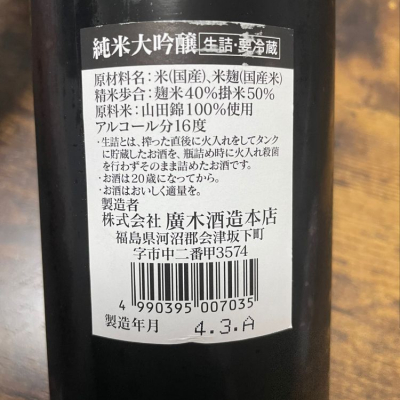 純米大吟醸 生詰・要冷蔵
原材料名：米（国産）、米麹（国産米）
精米歩合：麹米40%掛米50%
原料米：山田錦100%使用
アルコール分16度
・生詰とは、搾った直後に火入れをしてタンク
に貯蔵したお酒を、瓶詰め時に火入れ殺菌
を行わずそのまま詰めたお酒です。
・お酒は20歳になってから。
・お酒はおいしく適量を。
製造者
株式会社 廣木酒造本店
福島県河沼郡会津坂下町
字市中二番甲3574
4 990395 007035
製造年月 4.3.A